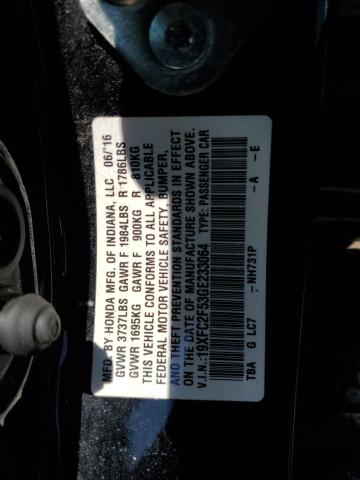 MFD. BY HONDA MFG. OF INDIANA, LLC 06/16
GVWR 3737LBS GAWR F 1984LBS R 1786LBS
GVWR 1695KG GAWR F 900KG R 810KG
THIS VEHICLE CONFORMS TO ALL APPLICABLE
FEDERAL MOTOR VEHICLE SAFETY, BUMPER,
AND THEFT PREVENTION STANDARDS IN EFFECT
ON THE DATE OF MANUFACTURE SHOWN ABOVE.
V.I.N.:19XFC2F53GE233064 TYPE: PASSENGER CAR
TBA G LC7 -NH731P -A -E